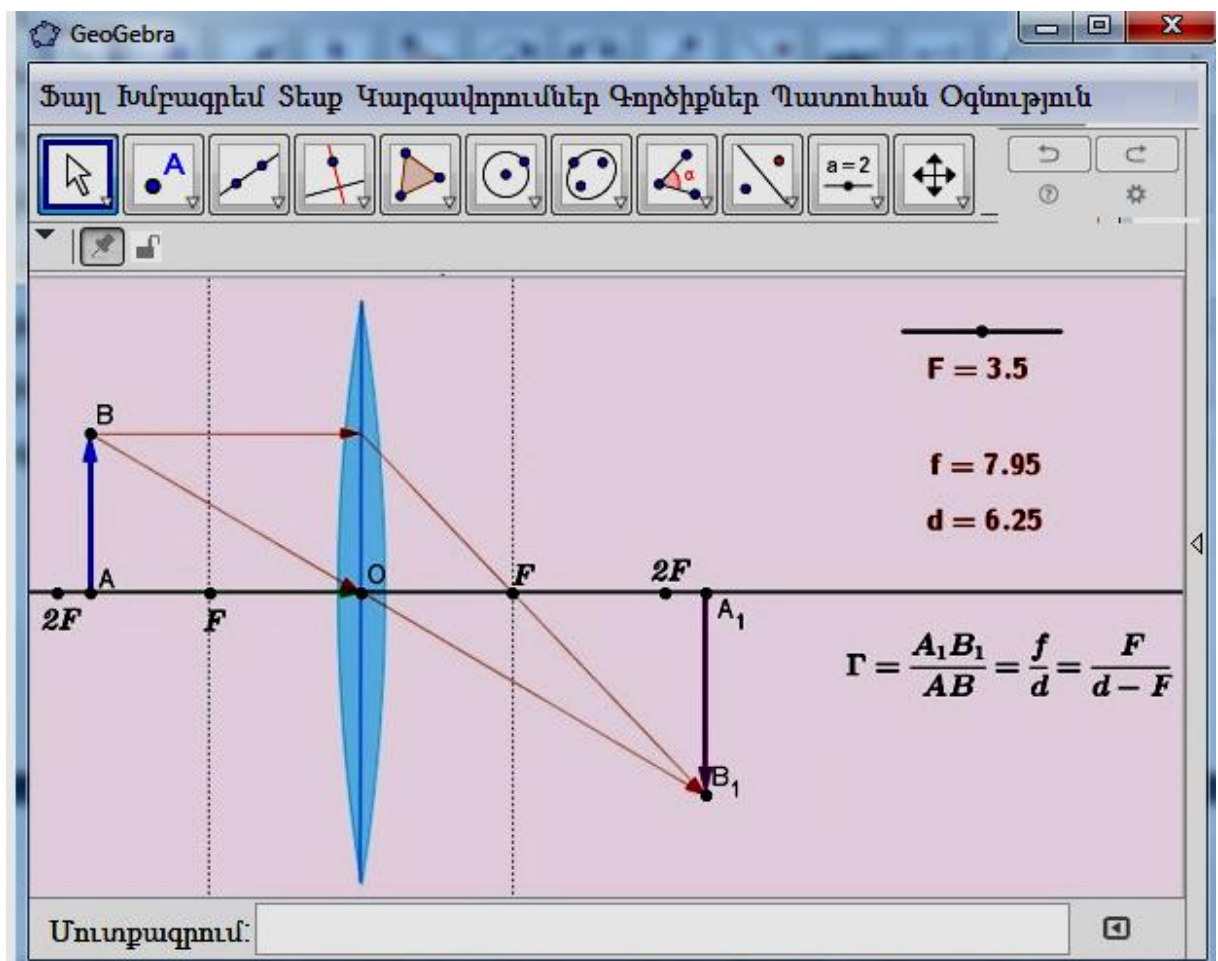 GeoGebra
Ֆայլ Խմբագրեմ Տեսք Կարգավորումներ Գործիքներ Պատուհան Օգնություն
A α a = 2
F = 3.5
B
f = 7.95
d = 6.25
A O F 2F
2F F A₁
Γ = A₁B₁/AB = f/d = F/(d − F)
B₁
Մուտքագրում: